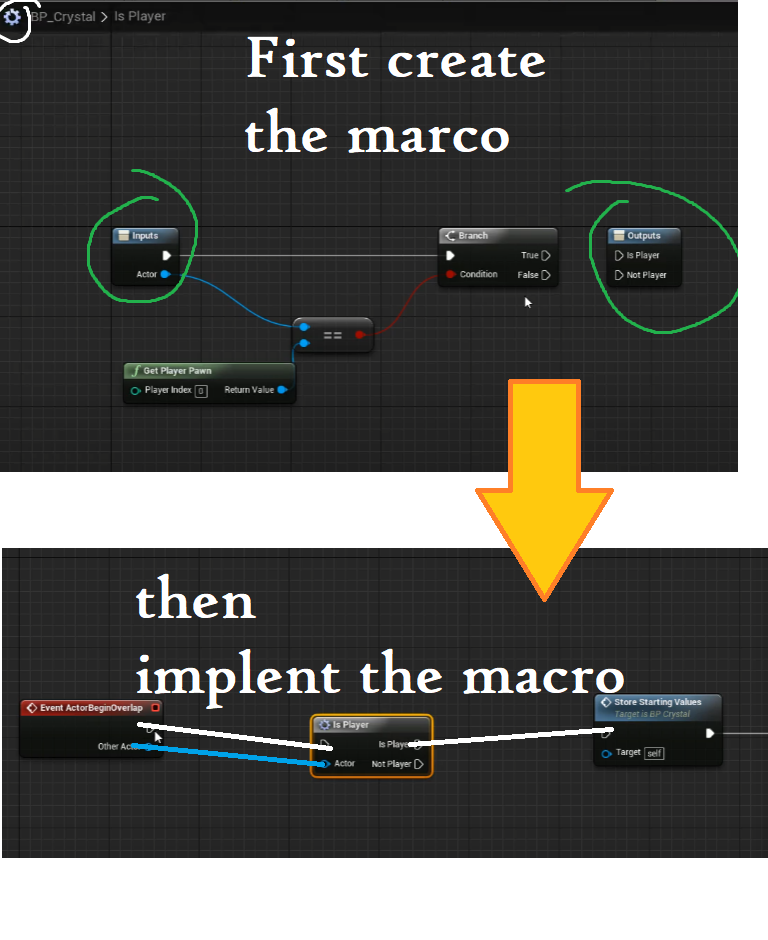 BP_Crystal > Is Player
First create
the marco
Inputs
Actor
Branch
True
Condition False
Outputs
Is Player
Not Player
==
Get Player Pawn
Player Index 0 Return Value
then
implent the macro
Event ActorBeginOverlap
Other Actor
Is Player
Is Player
Actor Not Player
Store Starting Values
Target is BP Crystal
Target self